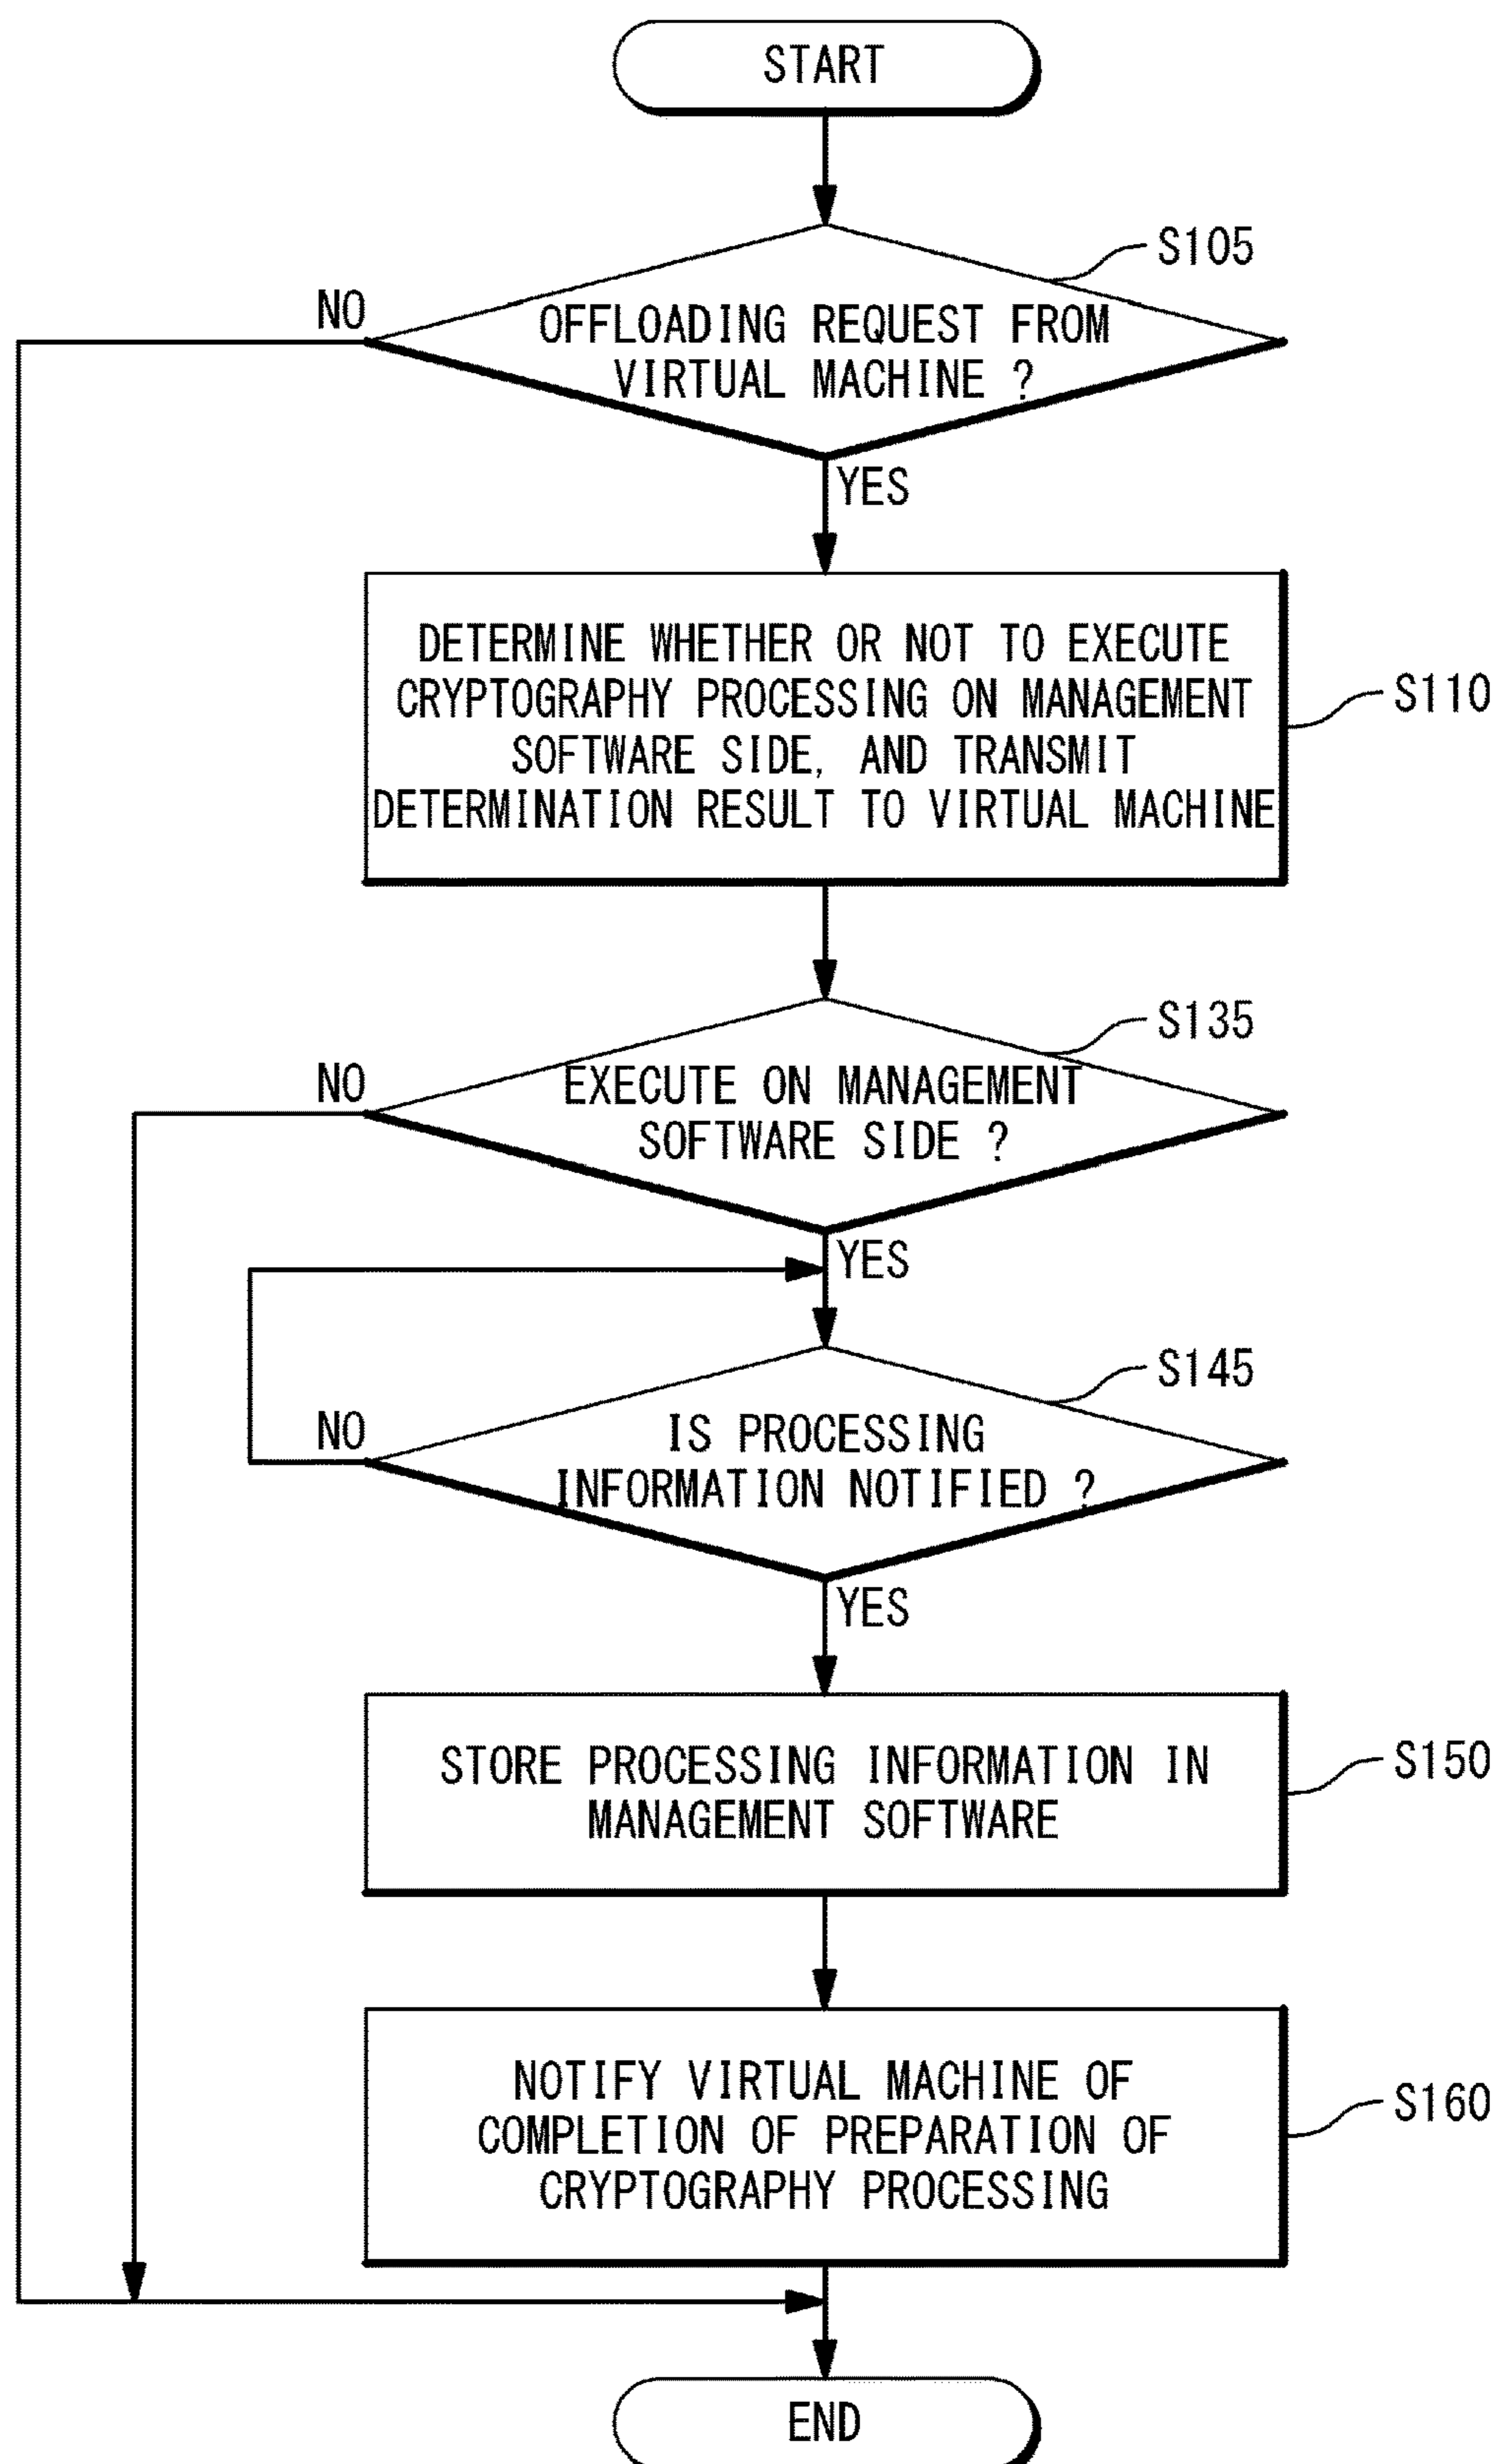 START
S105
NO
OFFLOADING REQUEST FROM
VIRTUAL MACHINE ?
YES
DETERMINE WHETHER OR NOT TO EXECUTE
CRYPTOGRAPHY PROCESSING ON MANAGEMENT
SOFTWARE SIDE, AND TRANSMIT
DETERMINATION RESULT TO VIRTUAL MACHINE
S110
S135
NO
EXECUTE ON MANAGEMENT
SOFTWARE SIDE ?
YES
S145
NO
IS PROCESSING
INFORMATION NOTIFIED ?
YES
STORE PROCESSING INFORMATION IN
MANAGEMENT SOFTWARE
S150
NOTIFY VIRTUAL MACHINE OF
COMPLETION OF PREPARATION OF
CRYPTOGRAPHY PROCESSING
S160
END